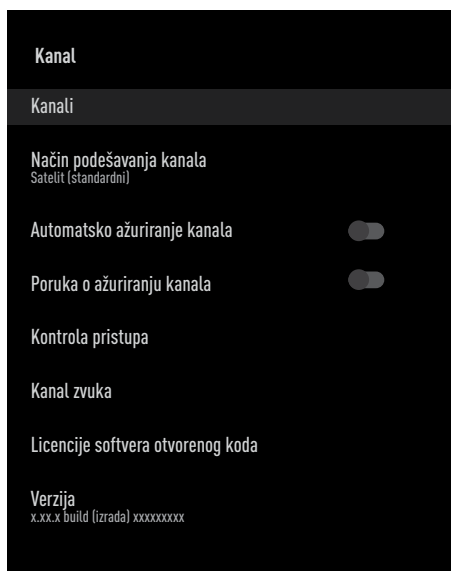 Kanal
Kanali
Način podešavanja kanala
Satelit (standardni)
Automatsko ažuriranje kanala
Poruka o ažuriranju kanala
Kontrola pristupa
Kanal zvuka
Licencije softvera otvorenog koda
Verzija
x.xx.x build (izrada) xxxxxxxxx